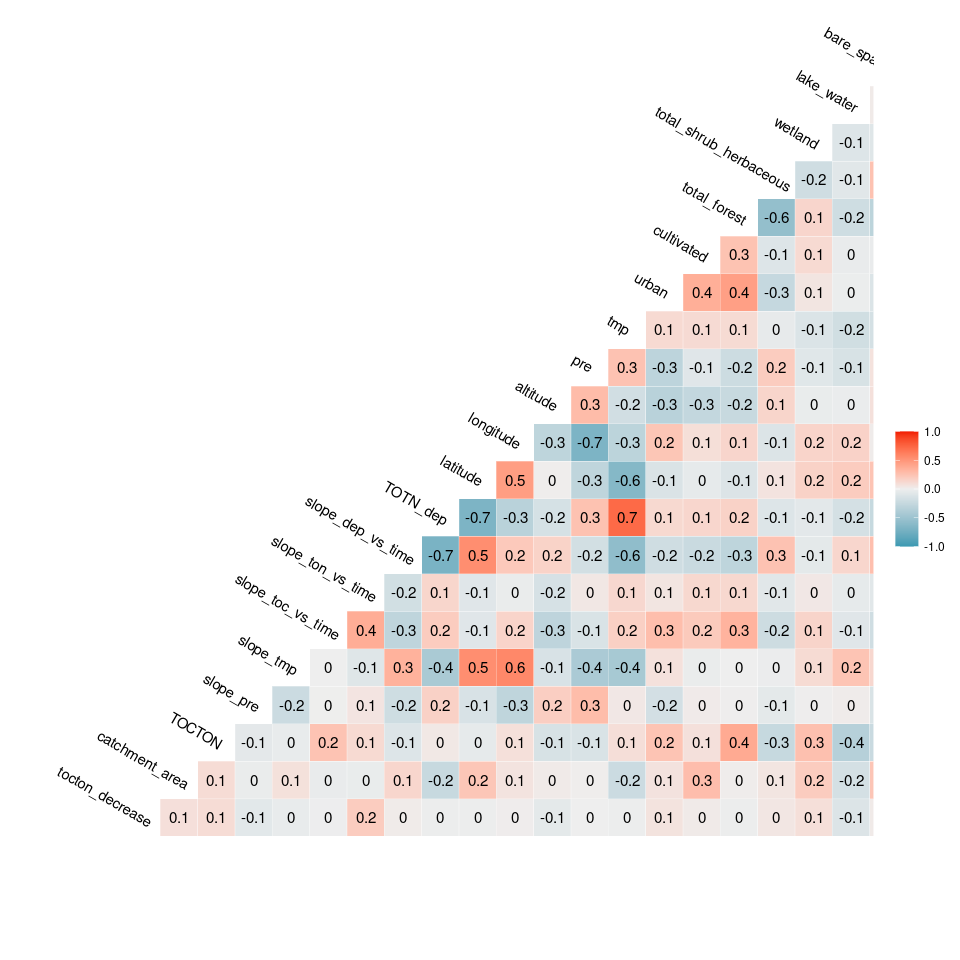 bare_spa
lake_water
wetland -0.1
total_shrub_herbaceous -0.2 -0.1
total_forest -0.6 0.1 -0.2
cultivated 0.3 -0.1 0.1 0
urban 0.4 0.4 -0.3 0.1 0
tmp 0.1 0.1 0.1 0 -0.1 -0.2
pre 0.3 -0.3 -0.1 -0.2 0.2 -0.1 -0.1
altitude 0.3 -0.2 -0.3 -0.3 -0.2 0.1 0 0
longitude -0.3 -0.7 -0.3 0.2 0.1 0.1 -0.1 0.2 0.2
latitude 0.5 0 -0.3 -0.6 -0.1 0 -0.1 0.1 0.2 0.2
TOTN_dep -0.7 -0.3 -0.2 0.3 0.7 0.1 0.1 0.2 -0.1 -0.1 -0.2
slope_dep_vs_time -0.7 0.5 0.2 0.2 -0.2 -0.6 -0.2 -0.2 -0.3 0.3 -0.1 0.1
slope_ton_vs_time -0.2 0.1 -0.1 0 -0.2 0 0.1 0.1 0.1 0.1 -0.1 0 0
slope_toc_vs_time 0.4 -0.3 0.2 -0.1 0.2 -0.3 -0.1 0.2 0.3 0.2 0.3 -0.2 0.1 -0.1
slope_tmp 0 -0.1 0.3 -0.4 0.5 0.6 -0.1 -0.4 -0.4 0.1 0 0 0 0.1 0.2
slope_pre -0.2 0 0.1 -0.2 0.2 -0.1 -0.3 0.2 0.3 0 -0.2 0 0 -0.1 0 0
TOCTON -0.1 0 0.2 0.1 -0.1 0 0 0.1 -0.1 -0.1 0.1 0.2 0.1 0.4 -0.3 0.3 -0.4
catchment_area 0.1 0 0.1 0 0 0.1 -0.2 0.2 0.1 0 0 -0.2 0.1 0.3 0 0.1 0.2 -0.2
tocton_decrease 0.1 0.1 -0.1 0 0 0.2 0 0 0 0 -0.1 0 0 0.1 0 0 0 0.1 -0.1
1.0
0.5
0.0
-0.5
-1.0